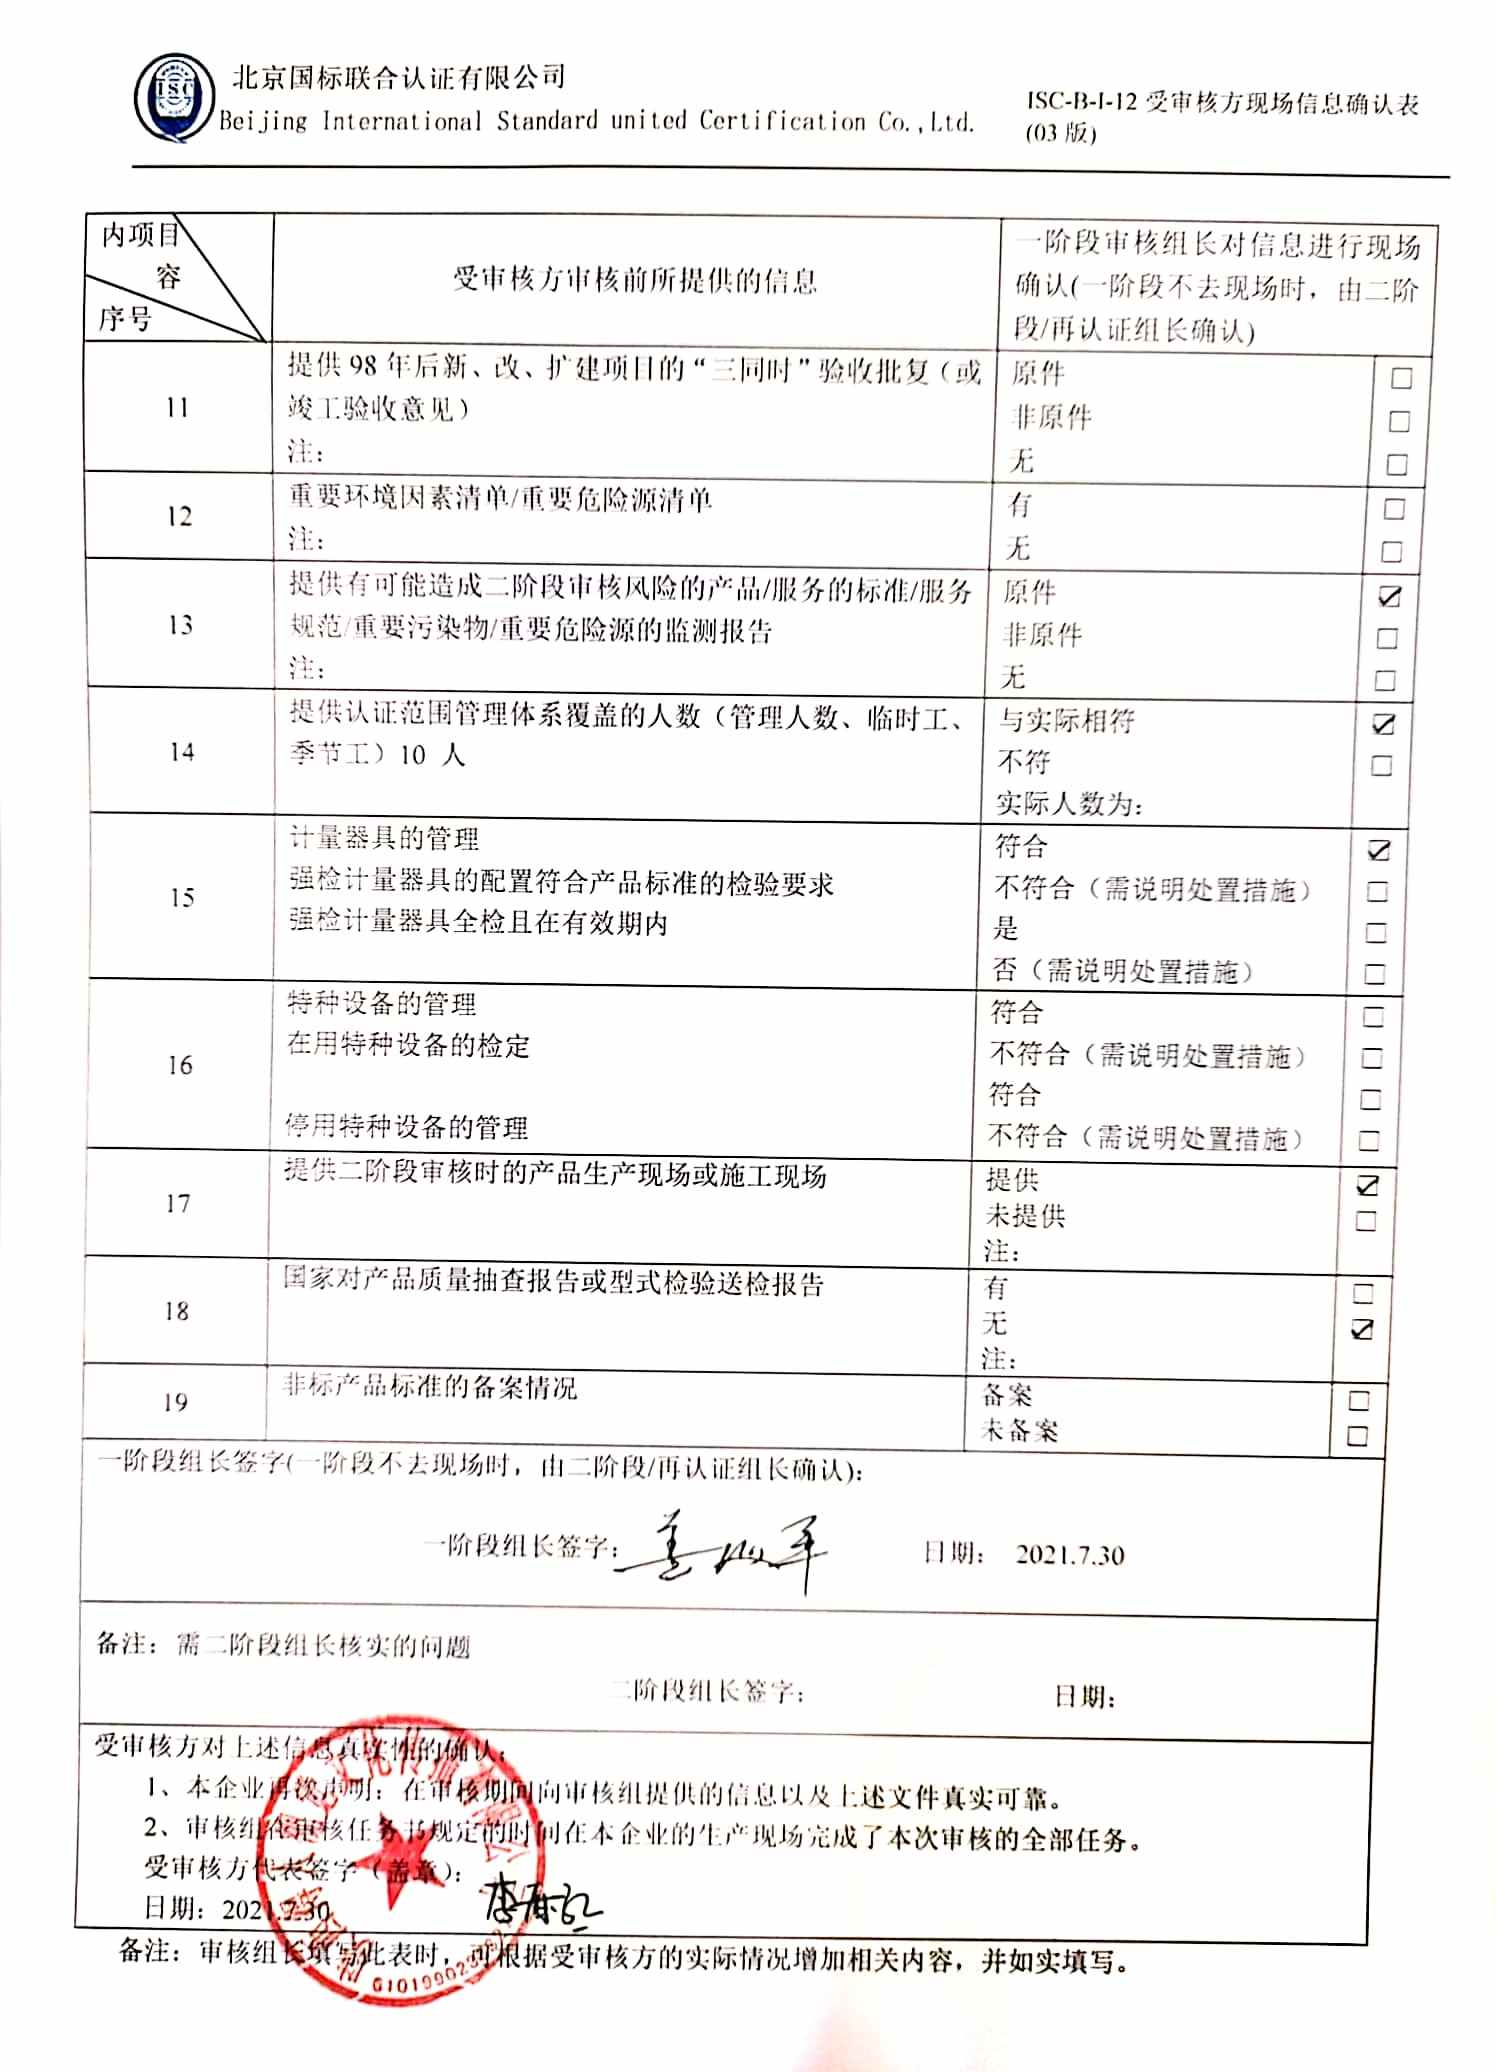 ISC
北京国标联合认证有限公司
Beijing International Standard united Certification Co.,Ltd.
ISC-B-I-12 受审核方现场信息确认表
(03 版)
内项目
容
序号
受审核方审核前所提供的信息
一阶段审核组长对信息进行现场
确认(一阶段不去现场时，由二阶
段/再认证组长确认)
11
提供 98 年后新、改、扩建项目的“三同时”验收批复（或
竣工验收意见）
注：
原件 □
非原件 □
无 □
12
重要环境因素清单/重要危险源清单
注：
有 □
无 □
13
提供有可能造成二阶段审核风险的产品/服务的标准/服务
规范/重要污染物/重要危险源的监测报告
注：
原件 ☑
非原件 □
无 □
14
提供认证范围管理体系覆盖的人数（管理人数、临时工、
季节工）10 人
与实际相符 ☑
不符 □
实际人数为:
15
计量器具的管理
强检计量器具的配置符合产品标准的检验要求
强检计量器具全检且在有效期内
符合 ☑
不符合（需说明处置措施） □
是 □
否（需说明处置措施） □
16
特种设备的管理
在用特种设备的检定
停用特种设备的管理
符合 □
不符合（需说明处置措施） □
符合 □
不符合（需说明处置措施） □
17
提供二阶段审核时的产品生产现场或施工现场
提供 ☑
未提供 □
注：
18
国家对产品质量抽查报告或型式检验送检报告
有 □
无 ☑
注：
19
非标产品标准的备案情况
备案 □
未备案 □
一阶段组长签字(一阶段不去现场时，由二阶段/再认证组长确认):
一阶段组长签字： 日期： 2021.7.30
备注：需二阶段组长核实的问题
二阶段组长签字： 日期：
受审核方对上述信息真实性的确认：
1、本企业再次声明：在审核期间向审核组提供的信息以及上述文件真实可靠。
2、审核组在审核任务书规定的时间在本企业的生产现场完成了本次审核的全部任务。
受审核方代表签字（盖章）：
日期：2021.7.30
备注：审核组长填写此表时，可根据受审核方的实际情况增加相关内容，并如实填写。